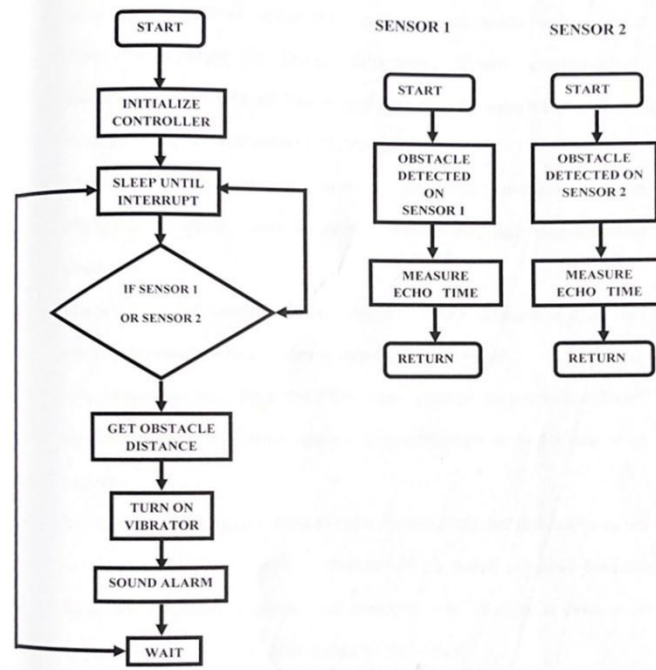 START
INITIALIZE
CONTROLLER
SLEEP UNTIL
INTERRUPT
IF SENSOR 1
OR SENSOR 2
GET OBSTACLE
DISTANCE
TURN ON
VIBRATOR
SOUND ALARM
WAIT
SENSOR 1
START
OBSTACLE
DETECTED
ON
SENSOR 1
MEASURE
ECHO TIME
RETURN
SENSOR 2
START
OBSTACLE
DETECTED ON
SENSOR 2
MEASURE
ECHO TIME
RETURN